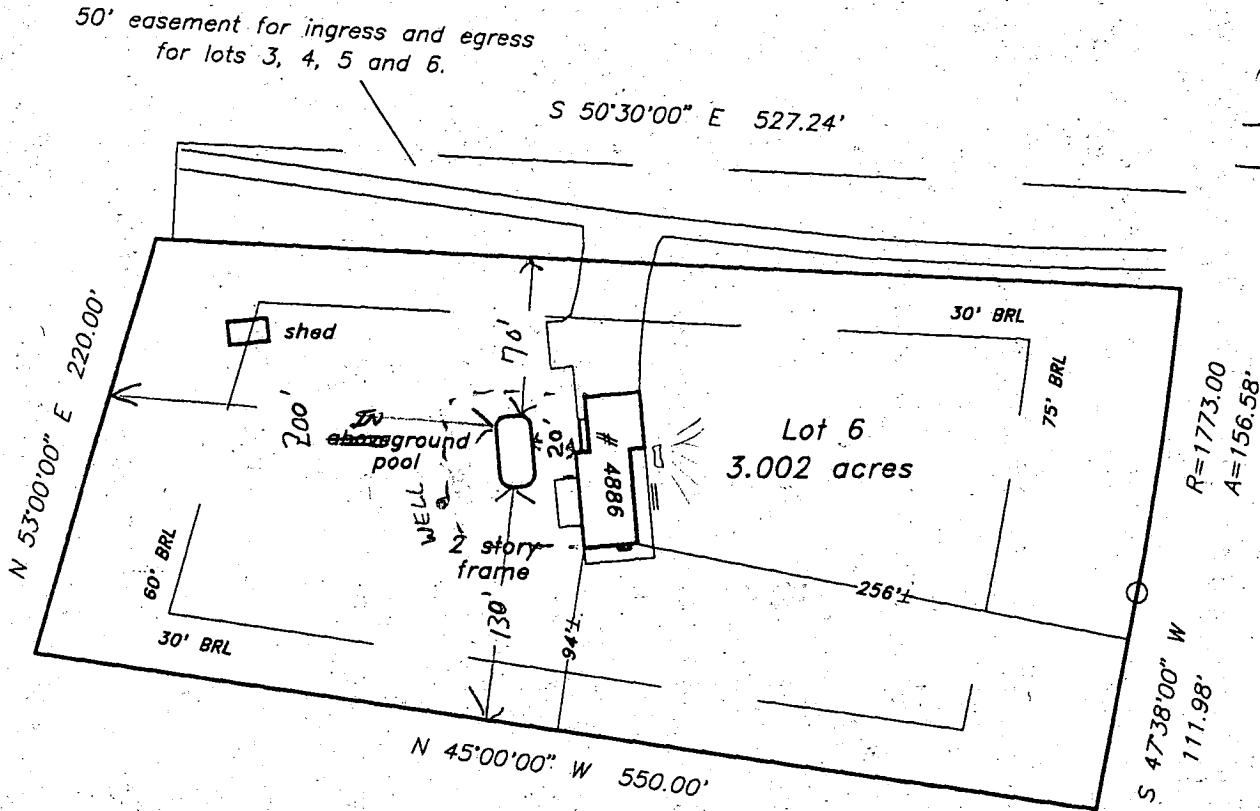 50' easement for ingress and egress
for lots 3, 4, 5 and 6.
S 50°30'00" E 527.24'
N 53°00'00" E 220.00'
shed
30' BRL
75' BRL
70'
200'
IN
aboveground
pool
20'
# 4886
Lot 6
3.002 acres
R=1773.00
A=156.58'
WELL
2 story
frame
60' BRL
30' BRL
130'
94'±
256'±
N 45°00'00" W 550.00'
S 47°38'00" W
111.98'